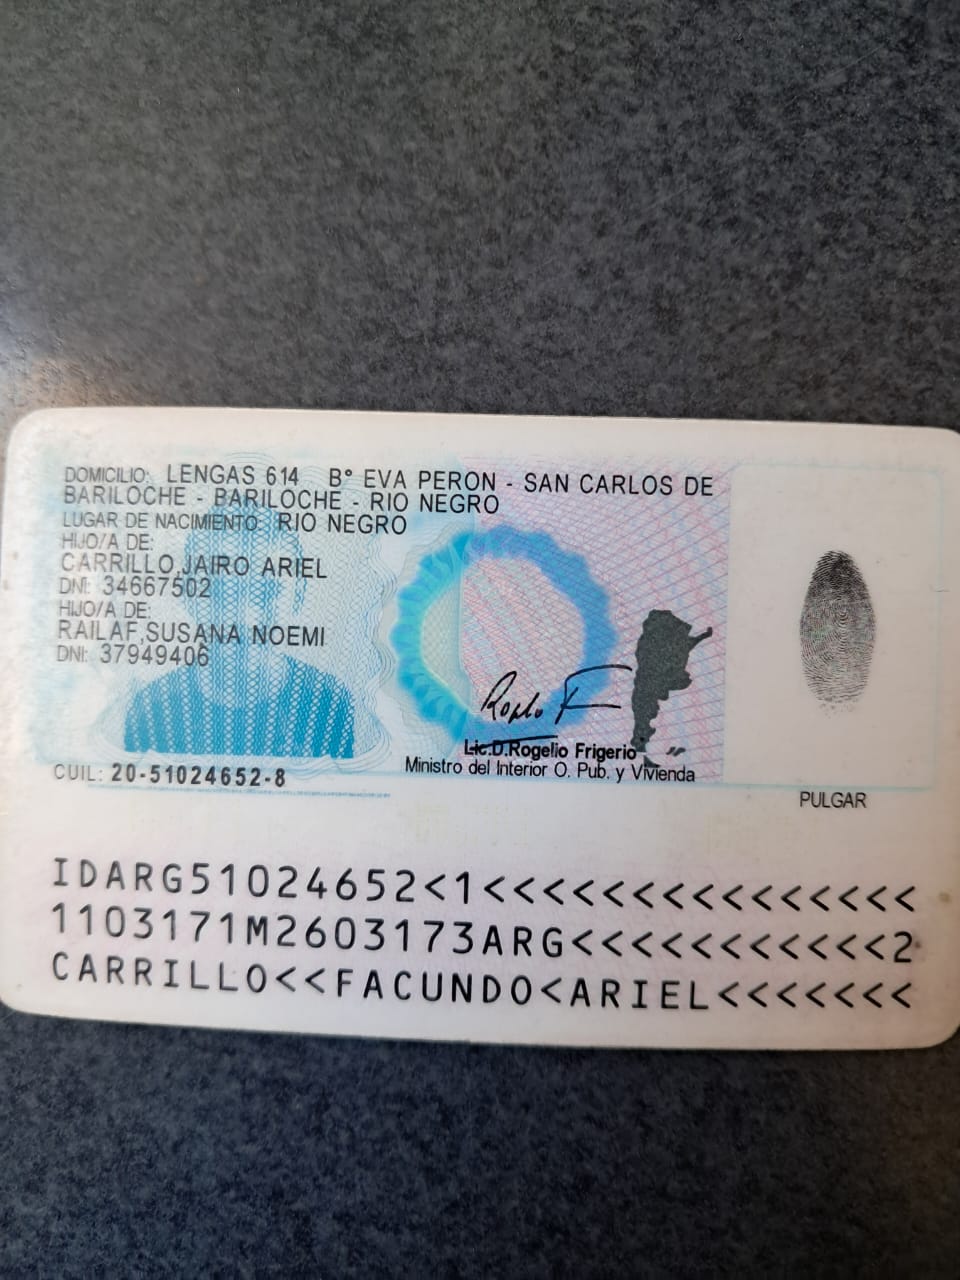 DOMICILIO: LENGAS 614 B° EVA PERON - SAN CARLOS DE
BARILOCHE - BARILOCHE - RIO NEGRO
LUGAR DE NACIMIENTO: RIO NEGRO
HIJO/A DE:
CARRILLO,JAIRO ARIEL
DNI: 34667502
HIJO/A DE:
RAILAF,SUSANA NOEMI
DNI: 37949406
Lic.D.Rogelio Frigerio
Ministro del Interior O. Pub. y Vivienda
CUIL: 20-51024652-8
PULGAR
IDARG51024652<1<<<<<<<<<<<<<<<
1103171M2603173ARG<<<<<<<<<<<2
CARRILLO<<FACUNDO<ARIEL<<<<<<<